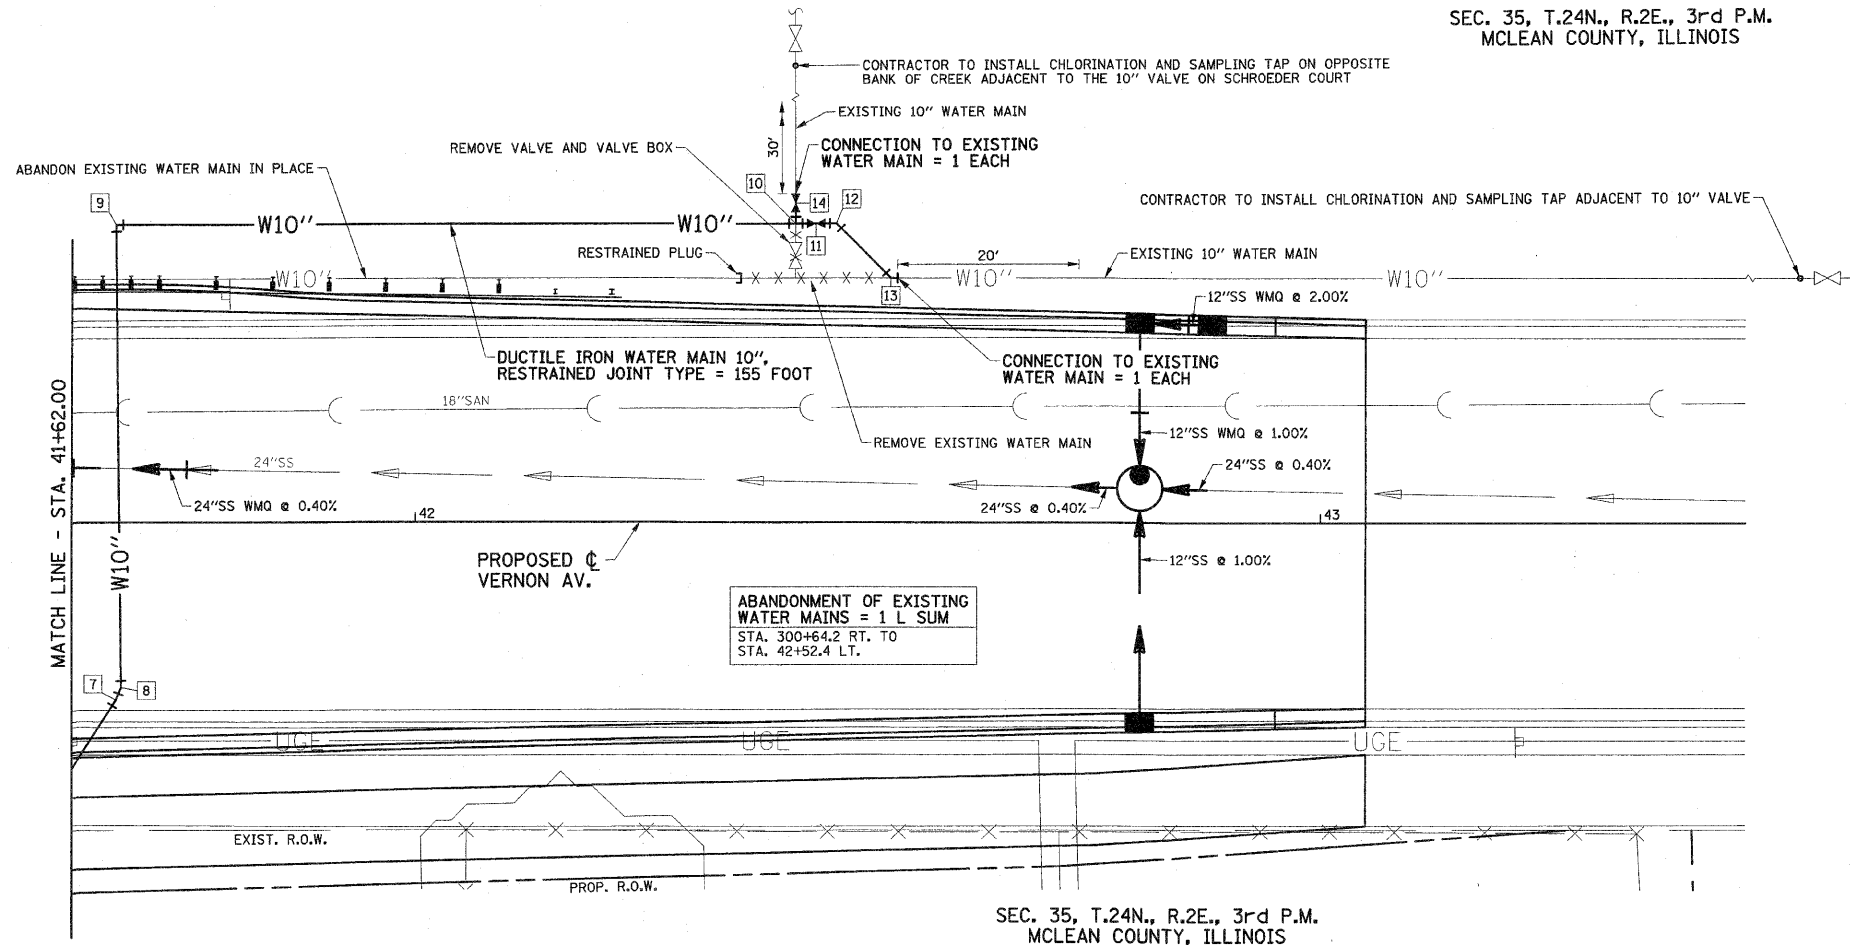 SEC. 35, T.24N., R.2E., 3rd P.M.
MCLEAN COUNTY, ILLINOIS
CONTRACTOR TO INSTALL CHLORINATION AND SAMPLING TAP ON OPPOSITE
BANK OF CREEK ADJACENT TO THE 10" VALVE ON SCHROEDER COURT
EXISTING 10" WATER MAIN
30'
REMOVE VALVE AND VALVE BOX
CONNECTION TO EXISTING
WATER MAIN = 1 EACH
ABANDON EXISTING WATER MAIN IN PLACE
10
14
12
9
CONTRACTOR TO INSTALL CHLORINATION AND SAMPLING TAP ADJACENT TO 10" VALVE
W10"
W10"
11
RESTRAINED PLUG
20'
EXISTING 10" WATER MAIN
W10"
W10"
W10"
13
12"SS WMQ @ 2.00%
DUCTILE IRON WATER MAIN 10",
RESTRAINED JOINT TYPE = 155 FOOT
CONNECTION TO EXISTING
WATER MAIN = 1 EACH
MATCH LINE - STA. 41+62.00
18"SAN
REMOVE EXISTING WATER MAIN
12"SS WMQ @ 1.00%
24"SS
24"SS @ 0.40%
24"SS WMQ @ 0.40%
24"SS @ 0.40%
42
43
W10"
PROPOSED ℄
VERNON AV.
12"SS @ 1.00%
ABANDONMENT OF EXISTING
WATER MAINS = 1 L SUM
STA. 300+64.2 RT. TO
STA. 42+52.4 LT.
7
8
UGE
UGE
UGE
EXIST. R.O.W.
PROP. R.O.W.
SEC. 35, T.24N., R.2E., 3rd P.M.
MCLEAN COUNTY, ILLINOIS